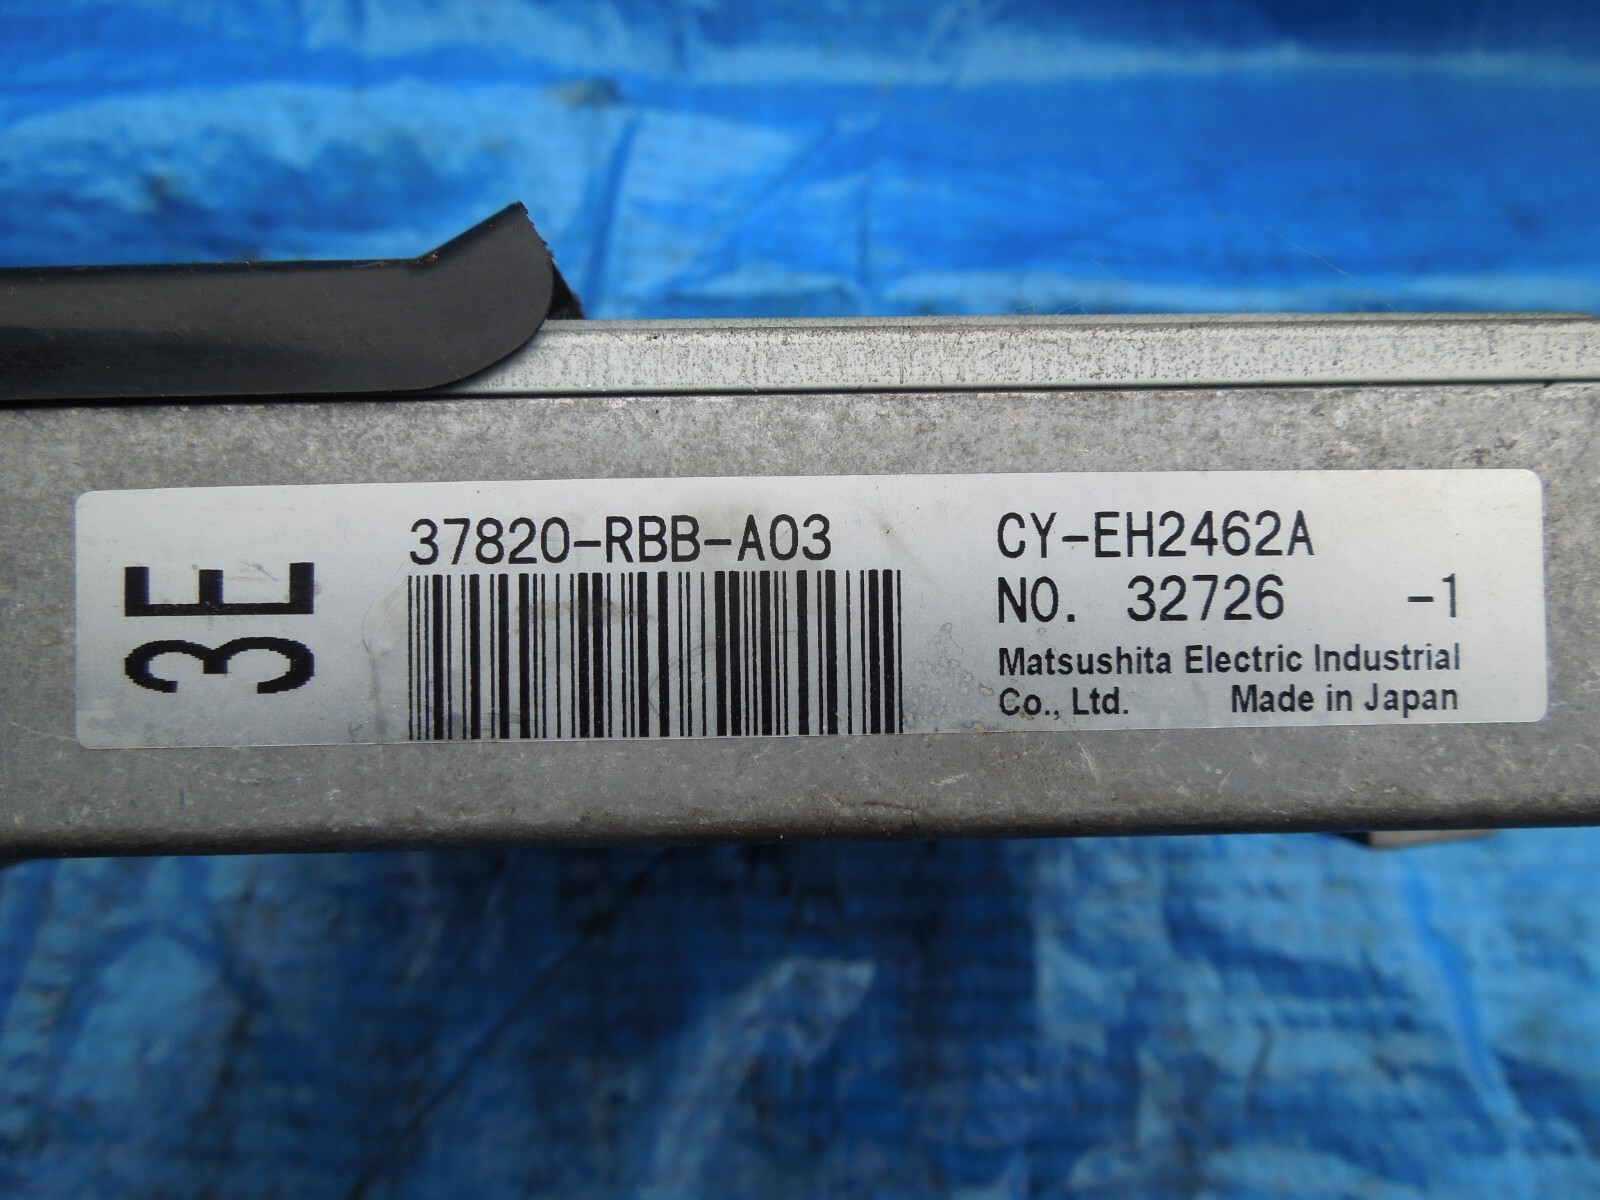 3E
37820-RBB-A03
CY-EH2462A
NO. 32726 -1
Matsushita Electric Industrial
Co., Ltd. Made in Japan